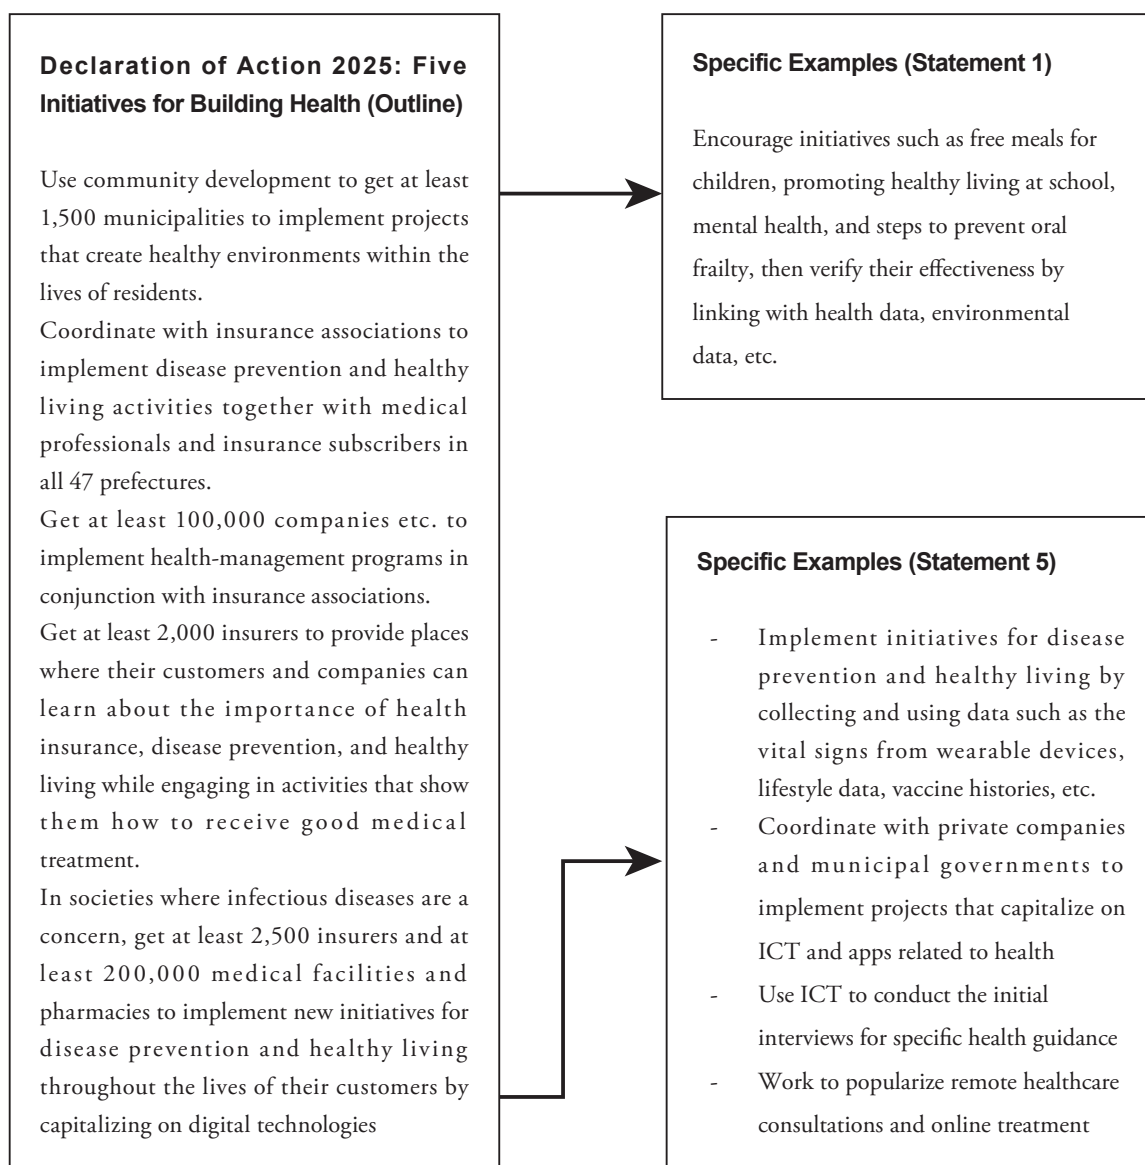 Declaration of Action 2025: Five
Initiatives for Building Health (Outline)
Use community development to get at least
1,500 municipalities to implement projects
that create healthy environments within the
lives of residents.
Coordinate with insurance associations to
implement disease prevention and healthy
living activities together with medical
professionals and insurance subscribers in
all 47 prefectures.
Get at least 100,000 companies etc. to
implement health-management programs in
conjunction with insurance associations.
Get at least 2,000 insurers to provide places
where their customers and companies can
learn about the importance of health
insurance, disease prevention, and healthy
living while engaging in activities that show
them how to receive good medical
treatment.
In societies where infectious diseases are a
concern, get at least 2,500 insurers and at
least 200,000 medical facilities and
pharmacies to implement new initiatives for
disease prevention and healthy living
throughout the lives of their customers by
capitalizing on digital technologies
Specific Examples (Statement 1)
Encourage initiatives such as free meals for
children, promoting healthy living at school,
mental health, and steps to prevent oral
frailty, then verify their effectiveness by
linking with health data, environmental
data, etc.
Specific Examples (Statement 5)
- Implement initiatives for disease
prevention and healthy living by
collecting and using data such as the
vital signs from wearable devices,
lifestyle data, vaccine histories, etc.
- Coordinate with private companies
and municipal governments to
implement projects that capitalize on
ICT and apps related to health
- Use ICT to conduct the initial
interviews for specific health guidance
- Work to popularize remote healthcare
consultations and online treatment